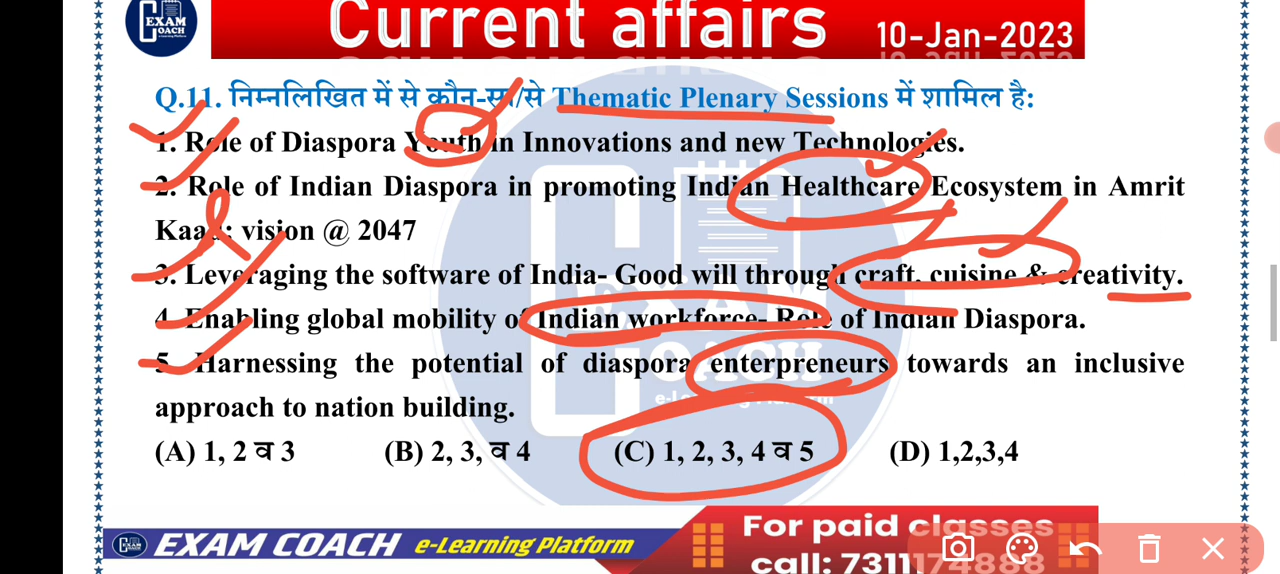 EXAM
COACH
Current affairs 10-Jan-2023
Q.11. निम्नलिखित में से कौन-सा/से Thematic Plenary Sessions में शामिल है:
1. Role of Diaspora Youth in Innovations and new Technologies.
2. Role of Indian Diaspora in promoting Indian Healthcare Ecosystem in Amrit
Kaal: vision @ 2047
3. Leveraging the software of India- Good will through craft, cuisine & creativity.
4. Enabling global mobility of Indian workforce- Role of Indian Diaspora.
5. Harnessing the potential of diaspora enterpreneurs towards an inclusive
approach to nation building.
(A) 1, 2 व 3 (B) 2, 3, व 4 (C) 1, 2, 3, 4 व 5 (D) 1,2,3,4
EXAM COACH e-Learning Platform
For paid classes
call: 7311174888